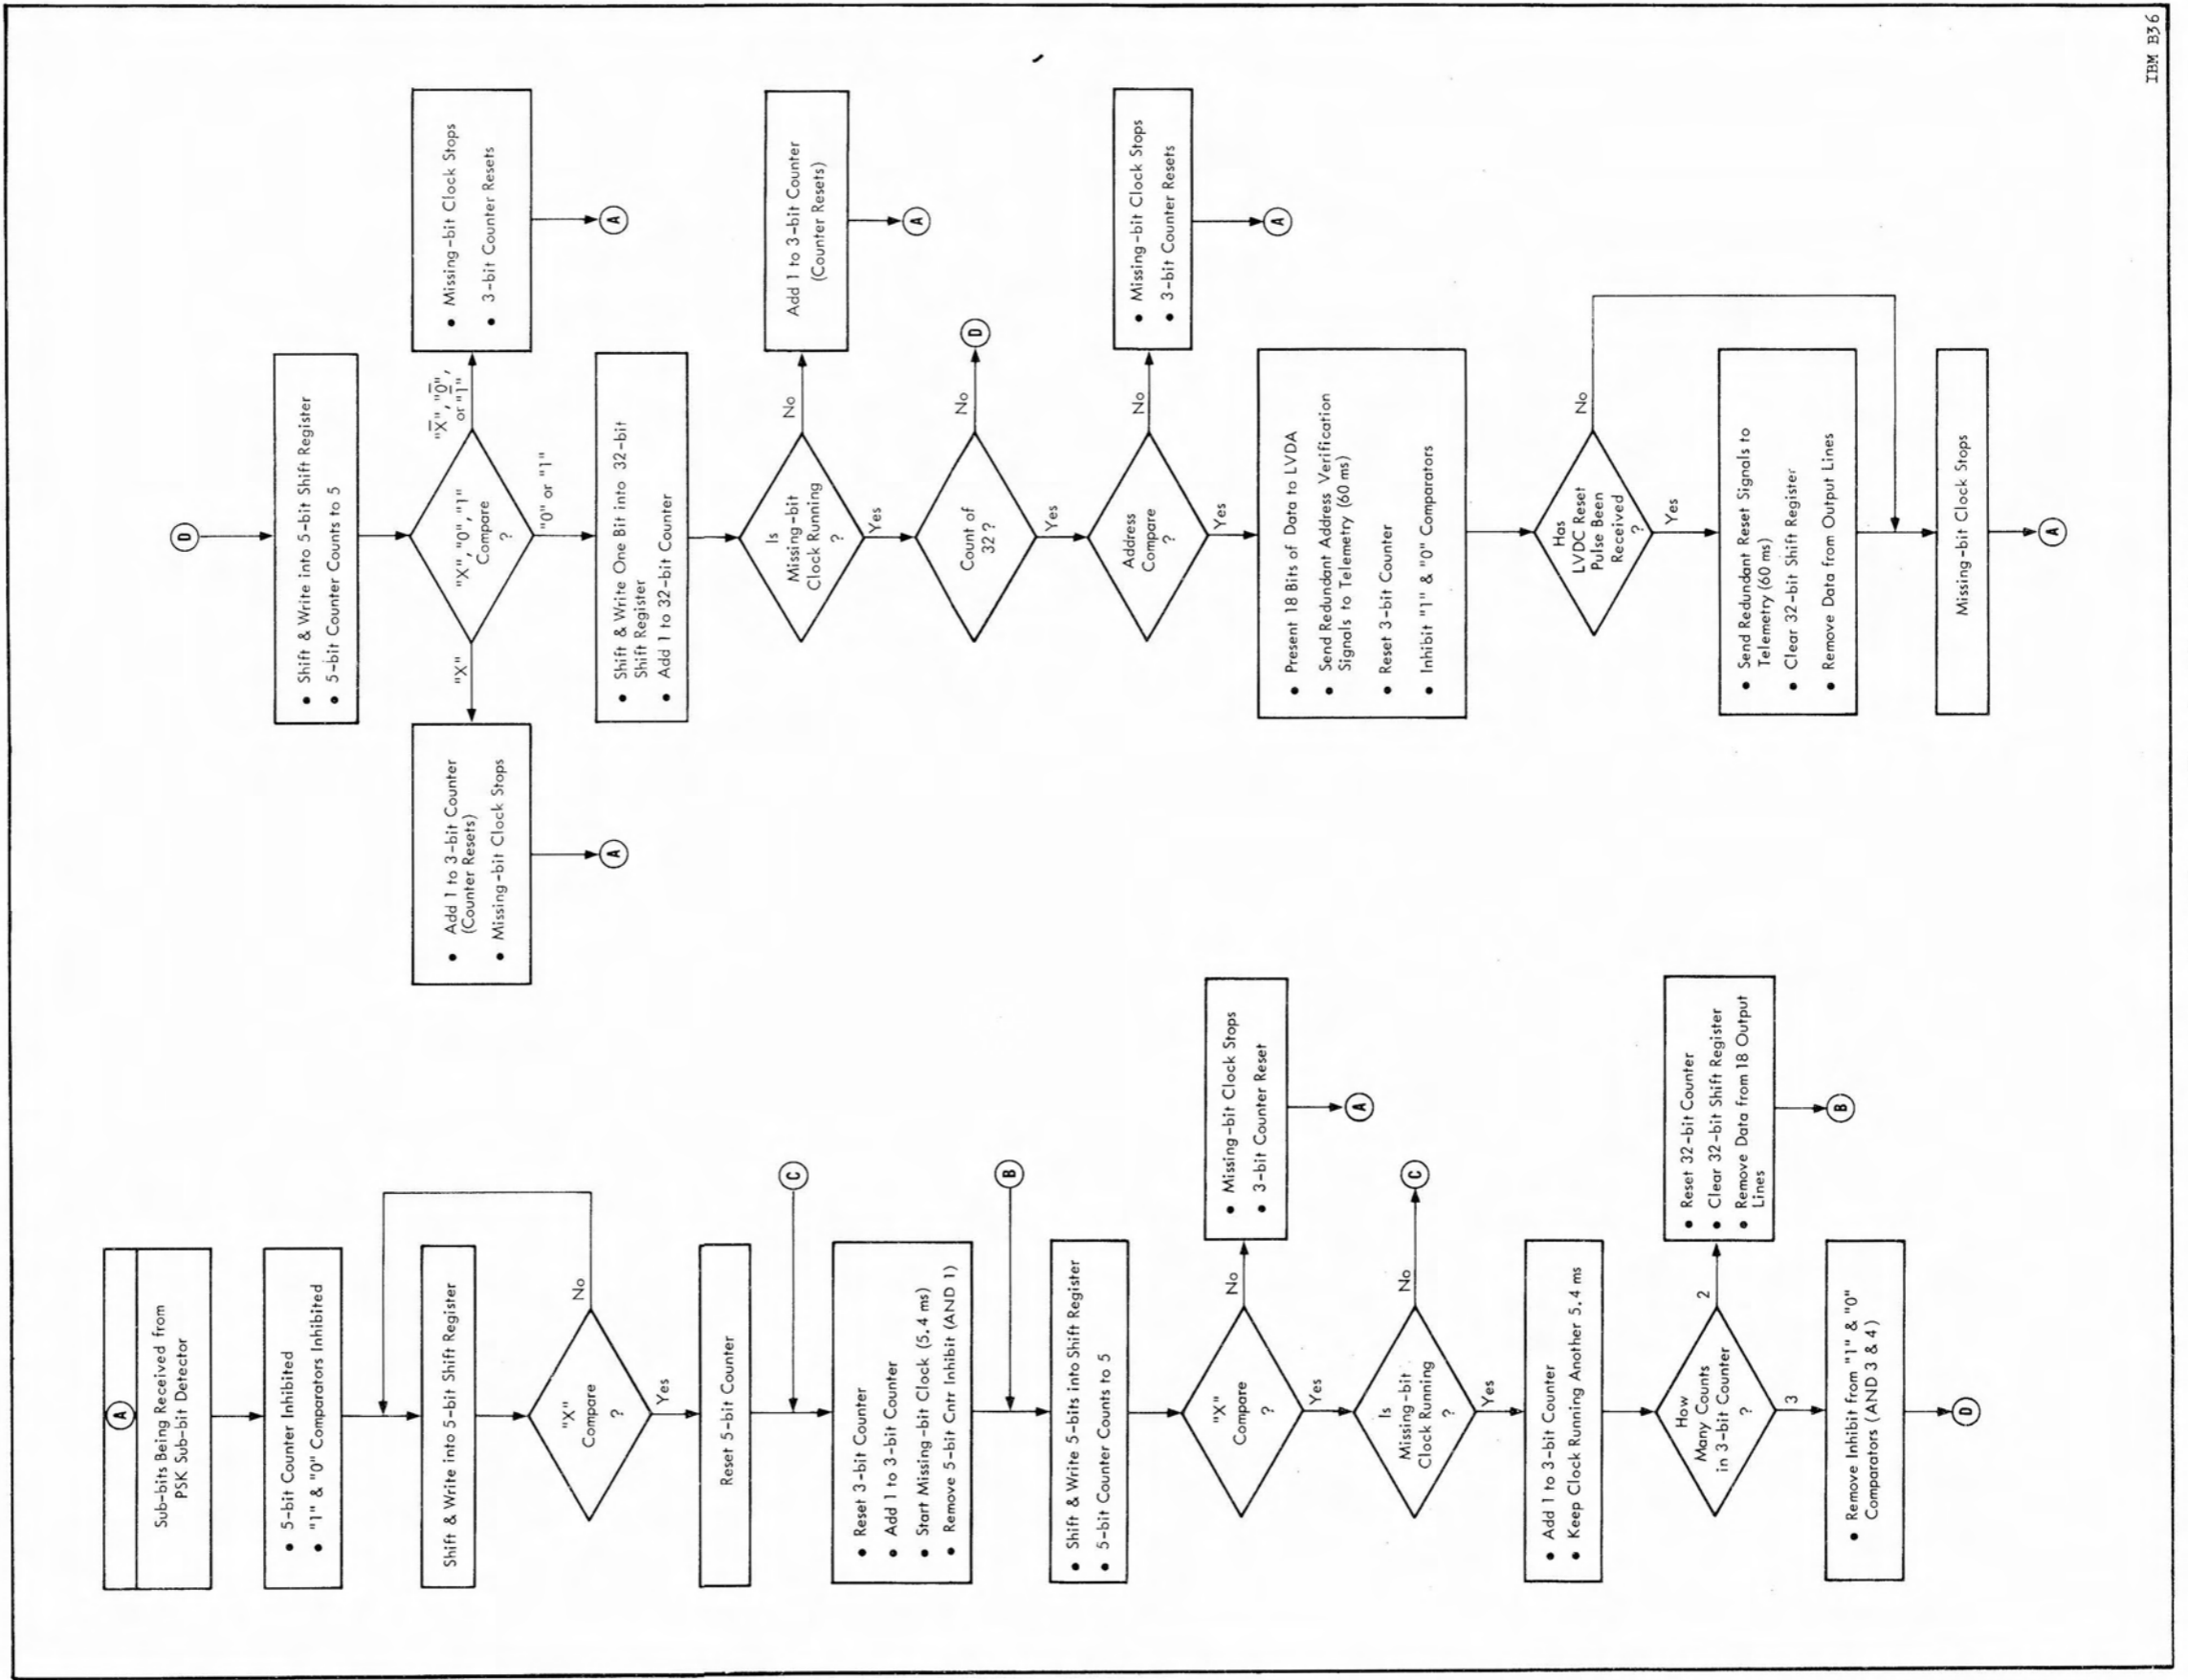 A
Sub-bits Being Received from
PSK Sub-bit Detector
• 5-bit Counter Inhibited
• "1" & "0" Comparators Inhibited
Shift & Write into 5-bit Shift Register
"X"
Compare
?
No
Yes
Reset 5-bit Counter
C
• Reset 3-bit Counter
• Add 1 to 3-bit Counter
• Start Missing-bit Clock (5.4 ms)
• Remove 5-bit Cntr Inhibit (AND 1)
B
• Shift & Write 5-bits into Shift Register
• 5-bit Counter Counts to 5
"X"
Compare
?
No
• Missing-bit Clock Stops
• 3-bit Counter Reset
A
Yes
Is
Missing-bit
Clock Running
?
No
C
Yes
• Add 1 to 3-bit Counter
• Keep Clock Running Another 5.4 ms
How
Many Counts
in 3-bit Counter
?
2
• Reset 32-bit Counter
• Clear 32-bit Shift Register
• Remove Data from 18 Output
Lines
B
3
• Remove Inhibit from "1" & "0"
Comparators (AND 3 & 4)
D
D
• Shift & Write into 5-bit Shift Register
• 5-bit Counter Counts to 5
"X", "0", "1"
Compare
?
"X"
• Add 1 to 3-bit Counter
(Counter Resets)
• Missing-bit Clock Stops
A
"X̅", "0̅",
or "1̅"
• Missing-bit Clock Stops
• 3-bit Counter Resets
A
"0" or "1"
• Shift & Write One Bit into 32-bit
Shift Register
• Add 1 to 32-bit Counter
Is
Missing-bit
Clock Running
?
No
Add 1 to 3-bit Counter
(Counter Resets)
A
Yes
Count of
32 ?
No
D
Yes
Address
Compare
?
No
• Missing-bit Clock Stops
• 3-bit Counter Resets
A
Yes
• Present 18 Bits of Data to LVDA
• Send Redundant Address Verification
Signals to Telemetry (60 ms)
• Reset 3-bit Counter
• Inhibit "1" & "0" Comparators
Has
LVDC Reset
Pulse Been
Received
?
No
Yes
• Send Redundant Reset Signals to
Telemetry (60 ms)
• Clear 32-bit Shift Register
• Remove Data from Output Lines
Missing-bit Clock Stops
A
IBM B36